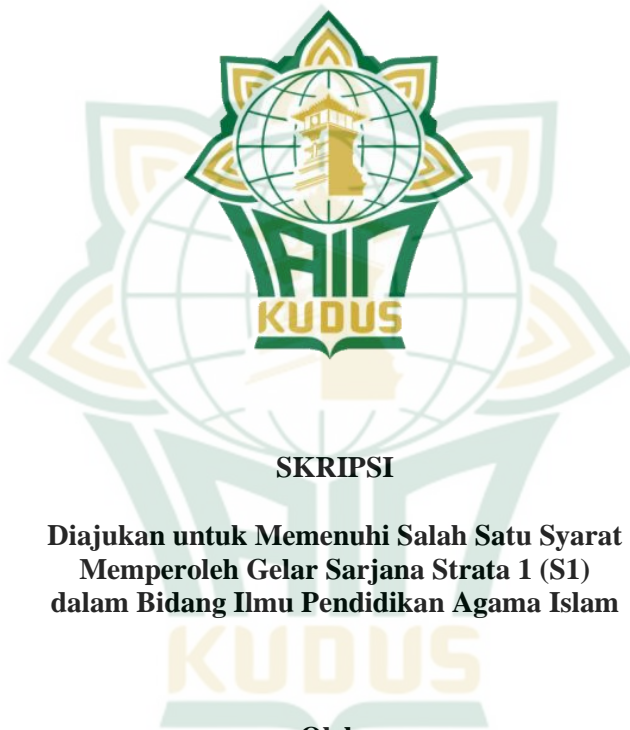 IAIN
KUDUS
SKRIPSI
Diajukan untuk Memenuhi Salah Satu Syarat
Memperoleh Gelar Sarjana Strata 1 (S1)
dalam Bidang Ilmu Pendidikan Agama Islam
KUDUS